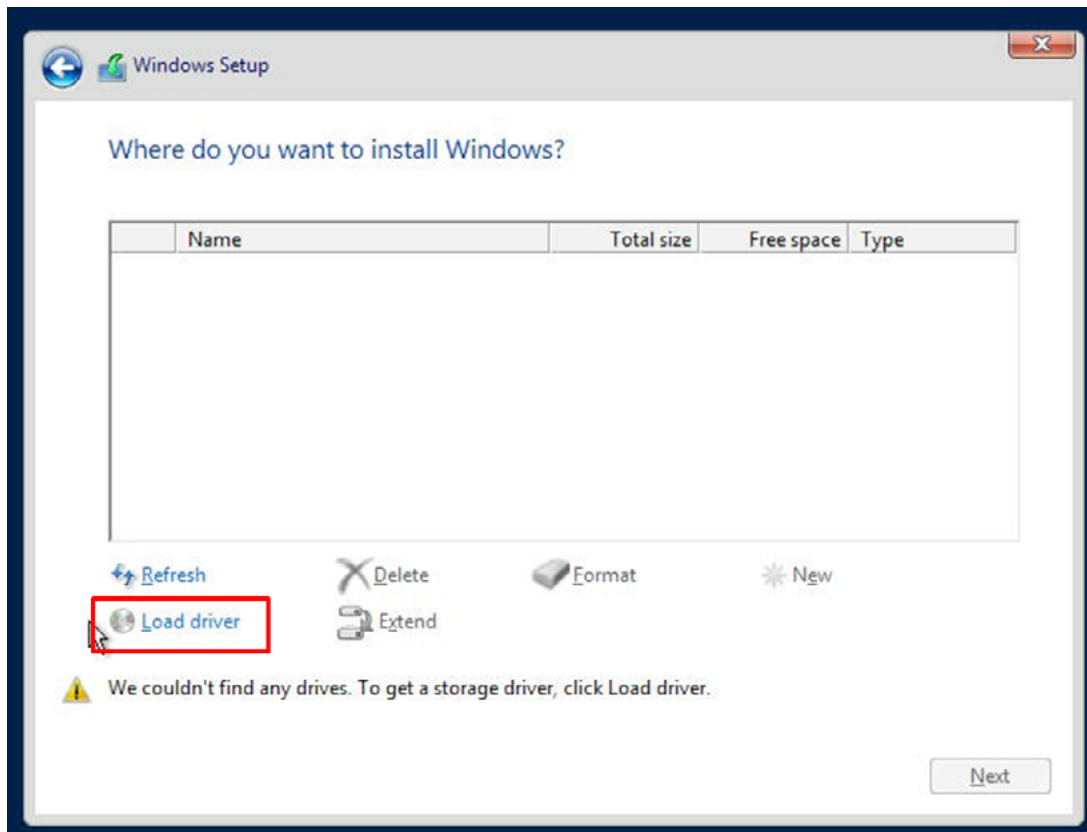 Windows Setup
Where do you want to install Windows?
Name Total size Free space Type
Refresh Delete Format New
Load driver Extend
We couldn't find any drives. To get a storage driver, click Load driver.
Next